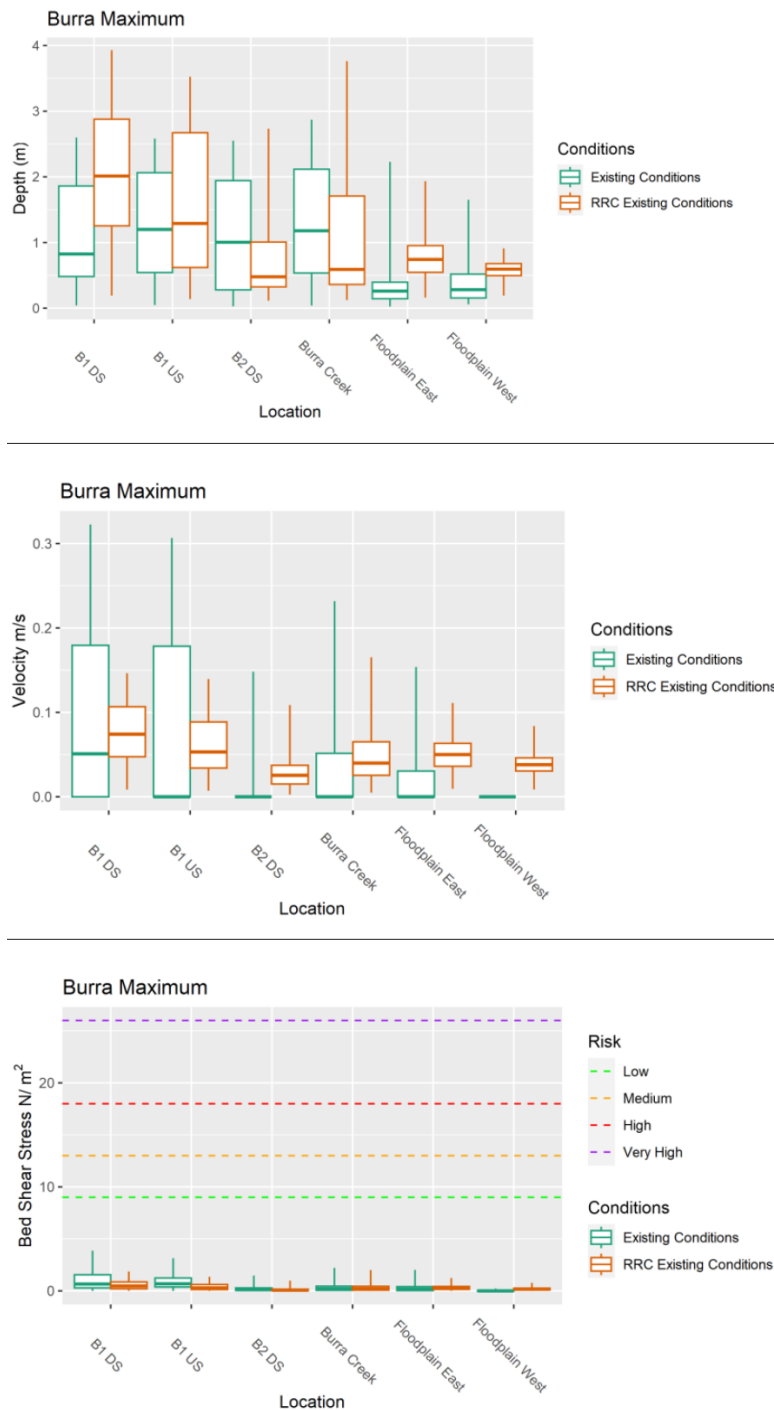 Burra Maximum
4
3
2
1
0
Depth (m)
B1 DS
B1 US
B2 DS
Burra Creek
Floodplain East
Floodplain West
Location
Conditions
Existing Conditions
RRC Existing Conditions
Burra Maximum
0.3
0.2
0.1
0.0
Velocity m/s
B1 DS
B1 US
B2 DS
Burra Creek
Floodplain East
Floodplain West
Location
Conditions
Existing Conditions
RRC Existing Conditions
Burra Maximum
20
10
0
Bed Shear Stress N/ m²
B1 DS
B1 US
B2 DS
Burra Creek
Floodplain East
Floodplain West
Location
Risk
Low
Medium
High
Very High
Conditions
Existing Conditions
RRC Existing Conditions